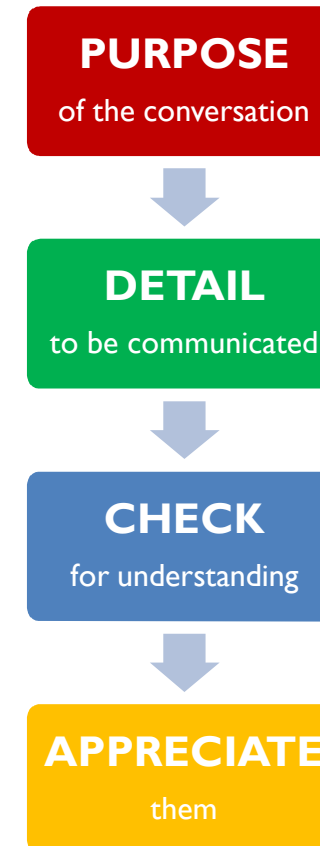 PURPOSE
of the conversation
DETAIL
to be communicated
CHECK
for understanding
APPRECIATE
them